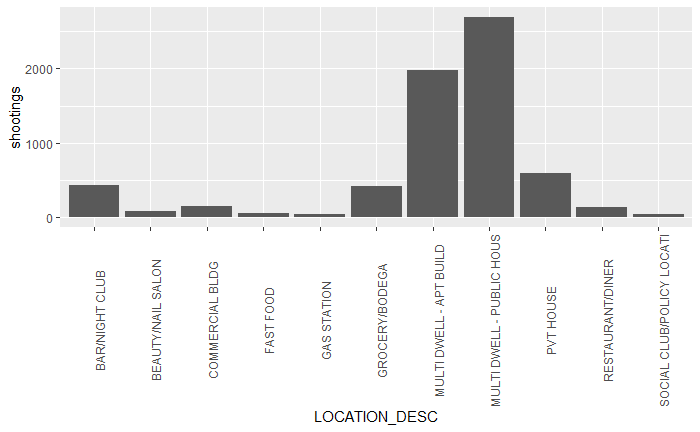 shootings
2000
1000
0
BAR/NIGHT CLUB
BEAUTY/NAIL SALON
COMMERCIAL BLDG
FAST FOOD
GAS STATION
GROCERY/BODEGA
MULTI DWELL - APT BUILD
MULTI DWELL - PUBLIC HOUS
PVT HOUSE
RESTAURANT/DINER
SOCIAL CLUB/POLICY LOCATI
LOCATION_DESC